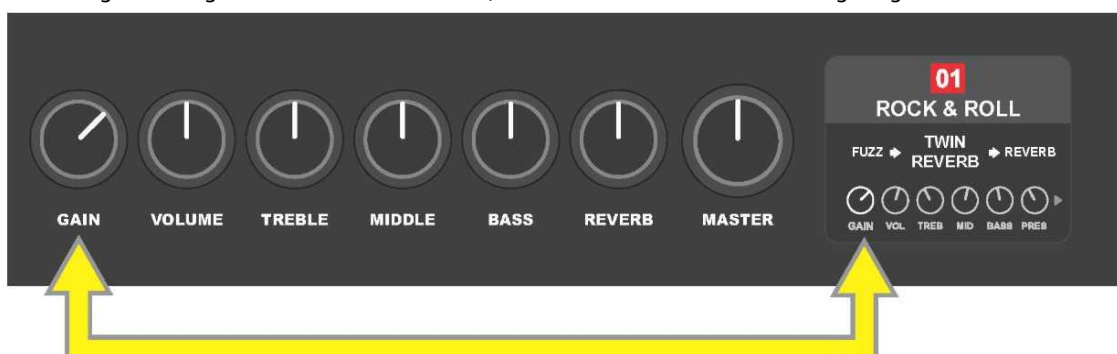 GAIN VOLUME TREBLE MIDDLE BASS REVERB MASTER
01
ROCK & ROLL
FUZZ TWIN REVERB REVERB
GAIN VOL TREB MID BASS PRES